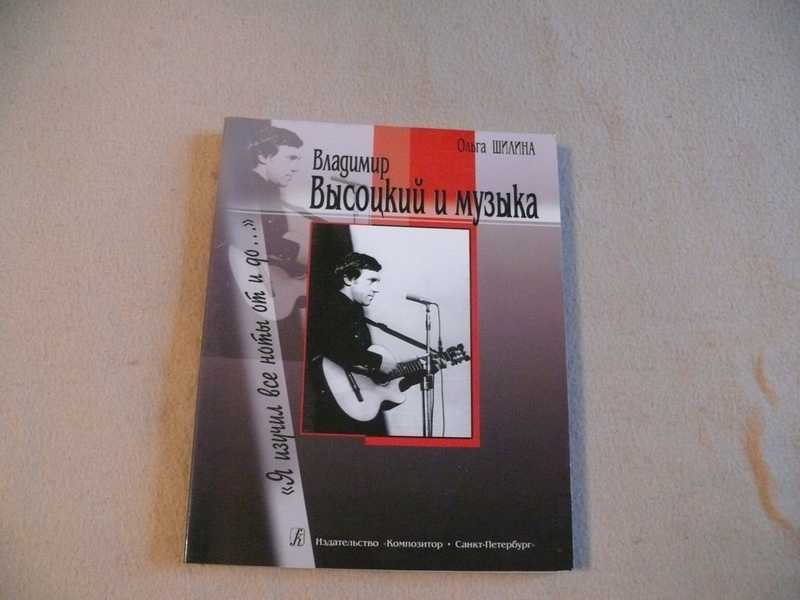 Ольга ШИЛИНА
Владимир
Высоцкий и музыка
«Я изучил все ноты от и до...»
Издательство «Композитор • Санкт-Петербург»